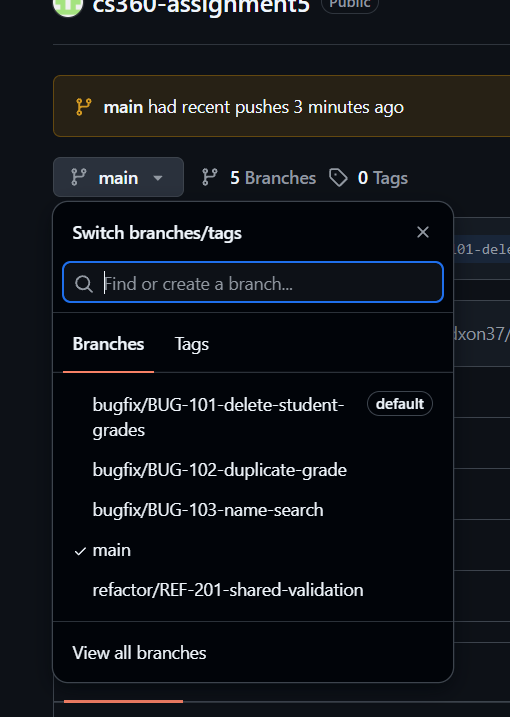 cs360-assignment5 Public
main had recent pushes 3 minutes ago
main 5 Branches 0 Tags
Switch branches/tags
Find or create a branch...
Branches Tags
bugfix/BUG-101-delete-student-
grades default
bugfix/BUG-102-duplicate-grade
bugfix/BUG-103-name-search
main
refactor/REF-201-shared-validation
View all branches